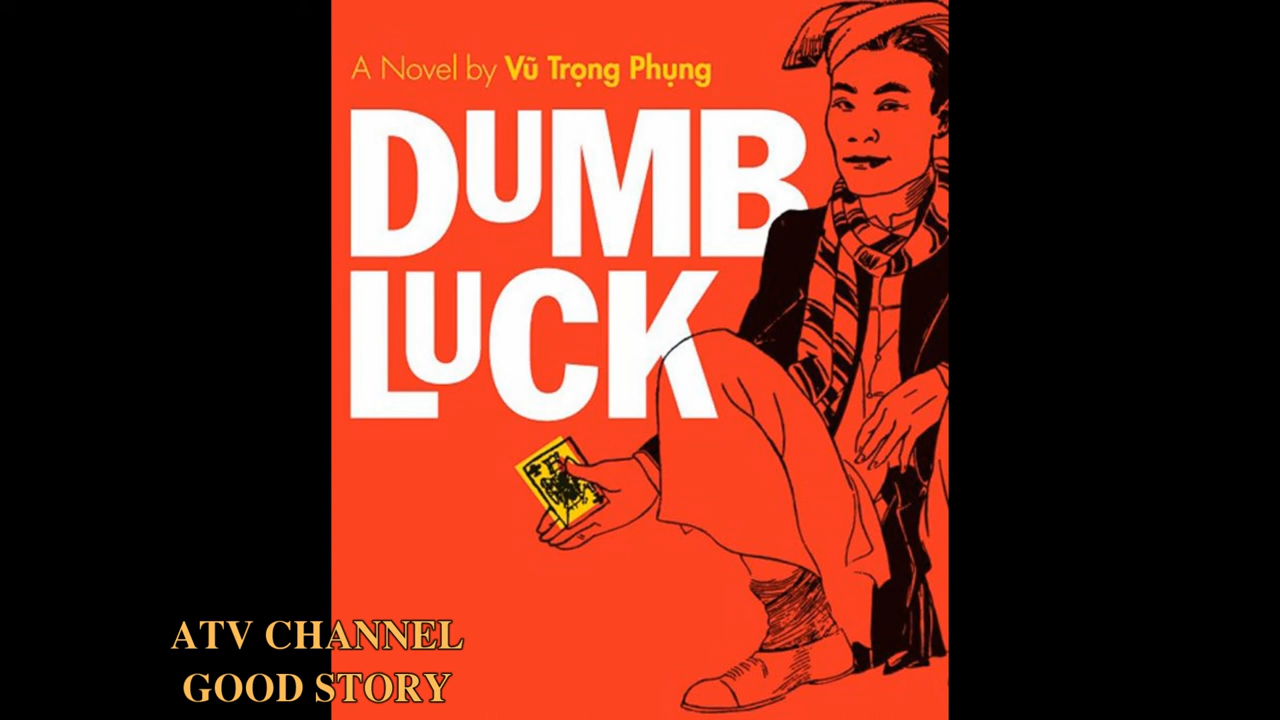 A Novel by Vũ Trọng Phụng
DUMB
LUCK
ATV CHANNEL
GOOD STORY